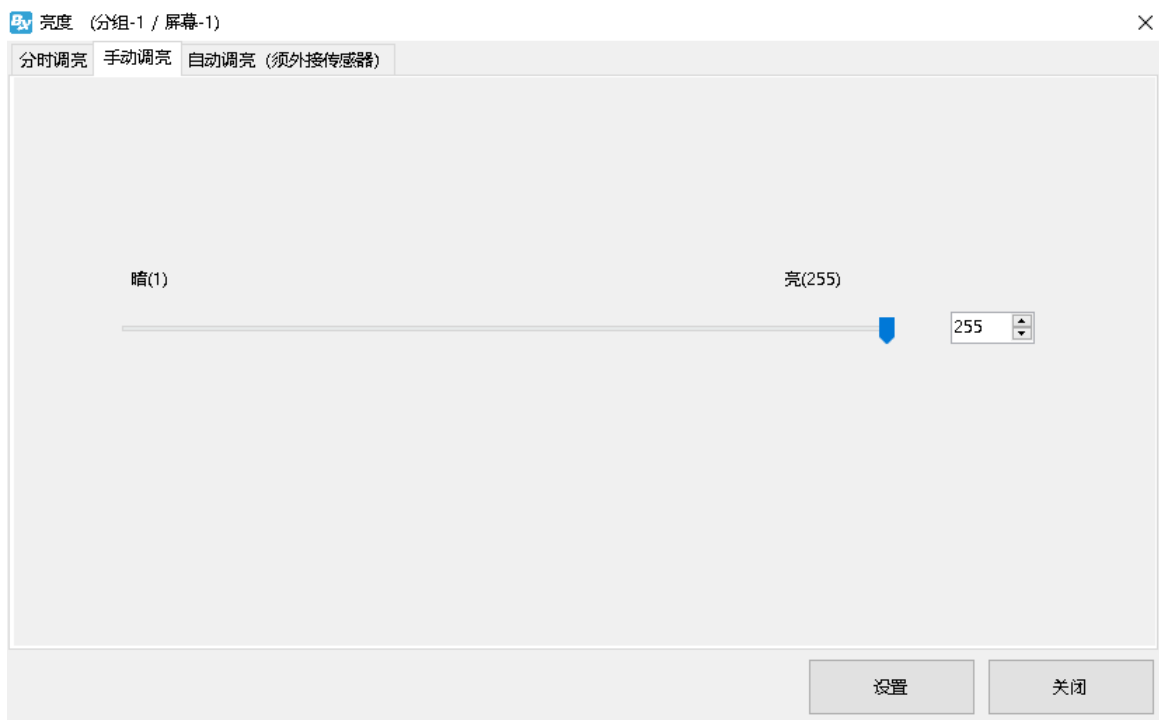 BX 亮度 (分组-1 / 屏幕-1)
分时调亮 手动调亮 自动调亮（须外接传感器）
暗(1) 亮(255)
255
设置 关闭